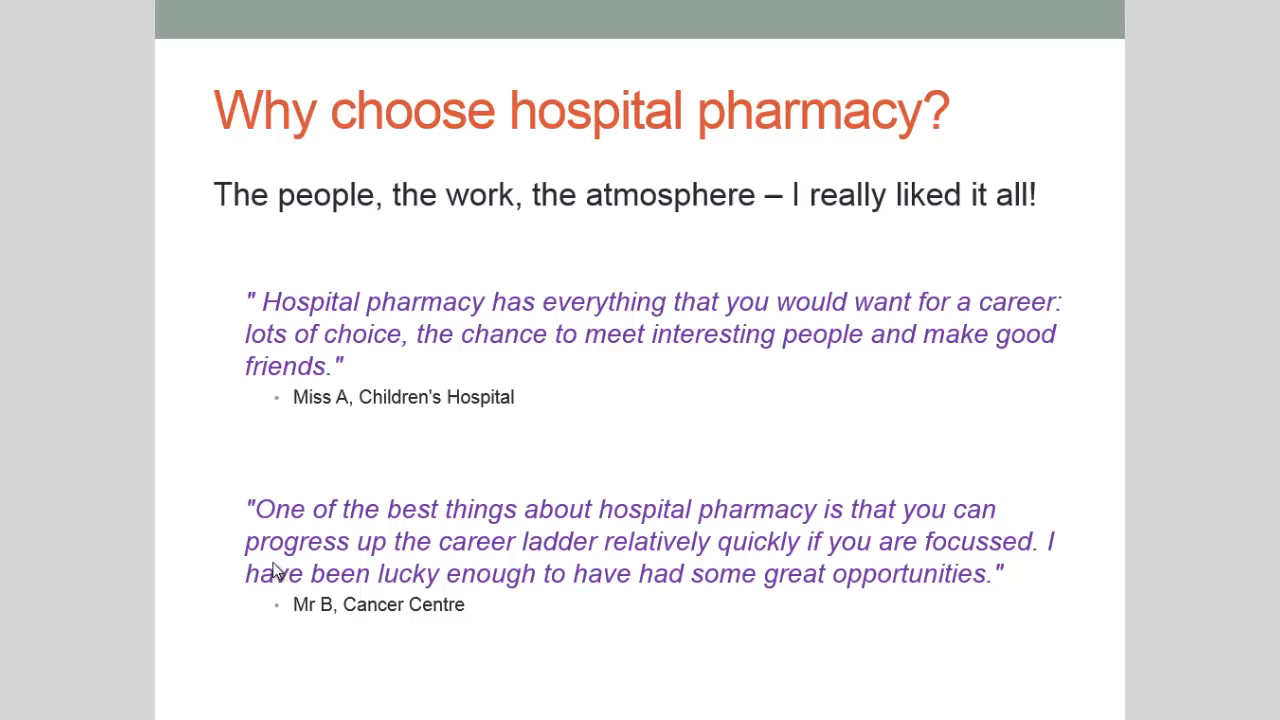 Why choose hospital pharmacy?
The people, the work, the atmosphere – I really liked it all!
" Hospital pharmacy has everything that you would want for a career:
lots of choice, the chance to meet interesting people and make good
friends."
• Miss A, Children's Hospital
"One of the best things about hospital pharmacy is that you can
progress up the career ladder relatively quickly if you are focussed. I
have been lucky enough to have had some great opportunities."
• Mr B, Cancer Centre